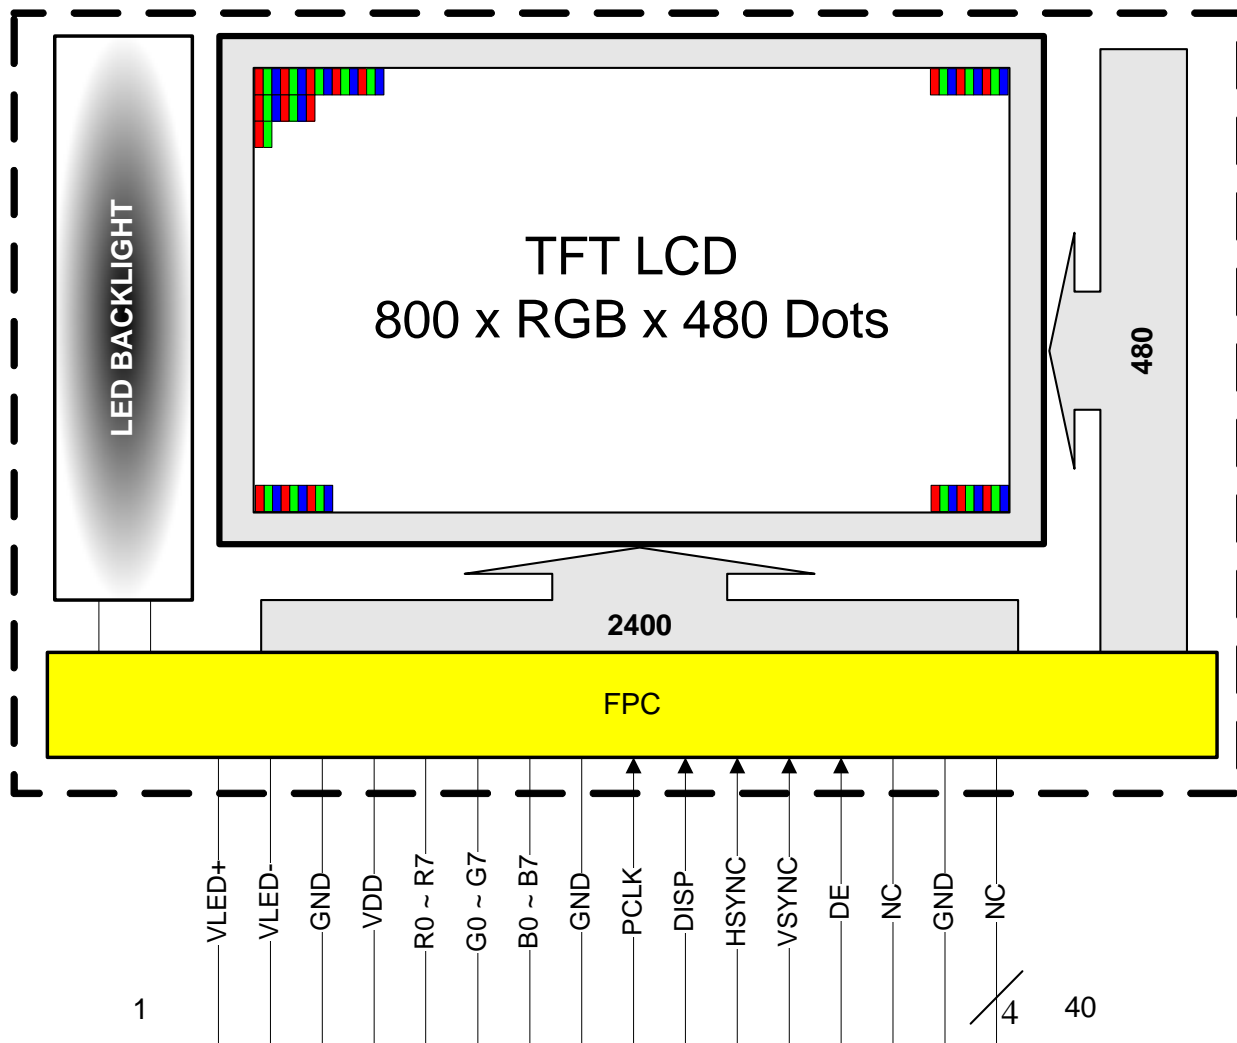 LED BACKLIGHT
TFT LCD
800 x RGB x 480 Dots
480
2400
FPC
VLED+
VLED-
GND
VDD
R0 ~ R7
G0 ~ G7
B0 ~ B7
GND
PCLK
DISP
HSYNC
VSYNC
DE
NC
GND
NC
1
4
40